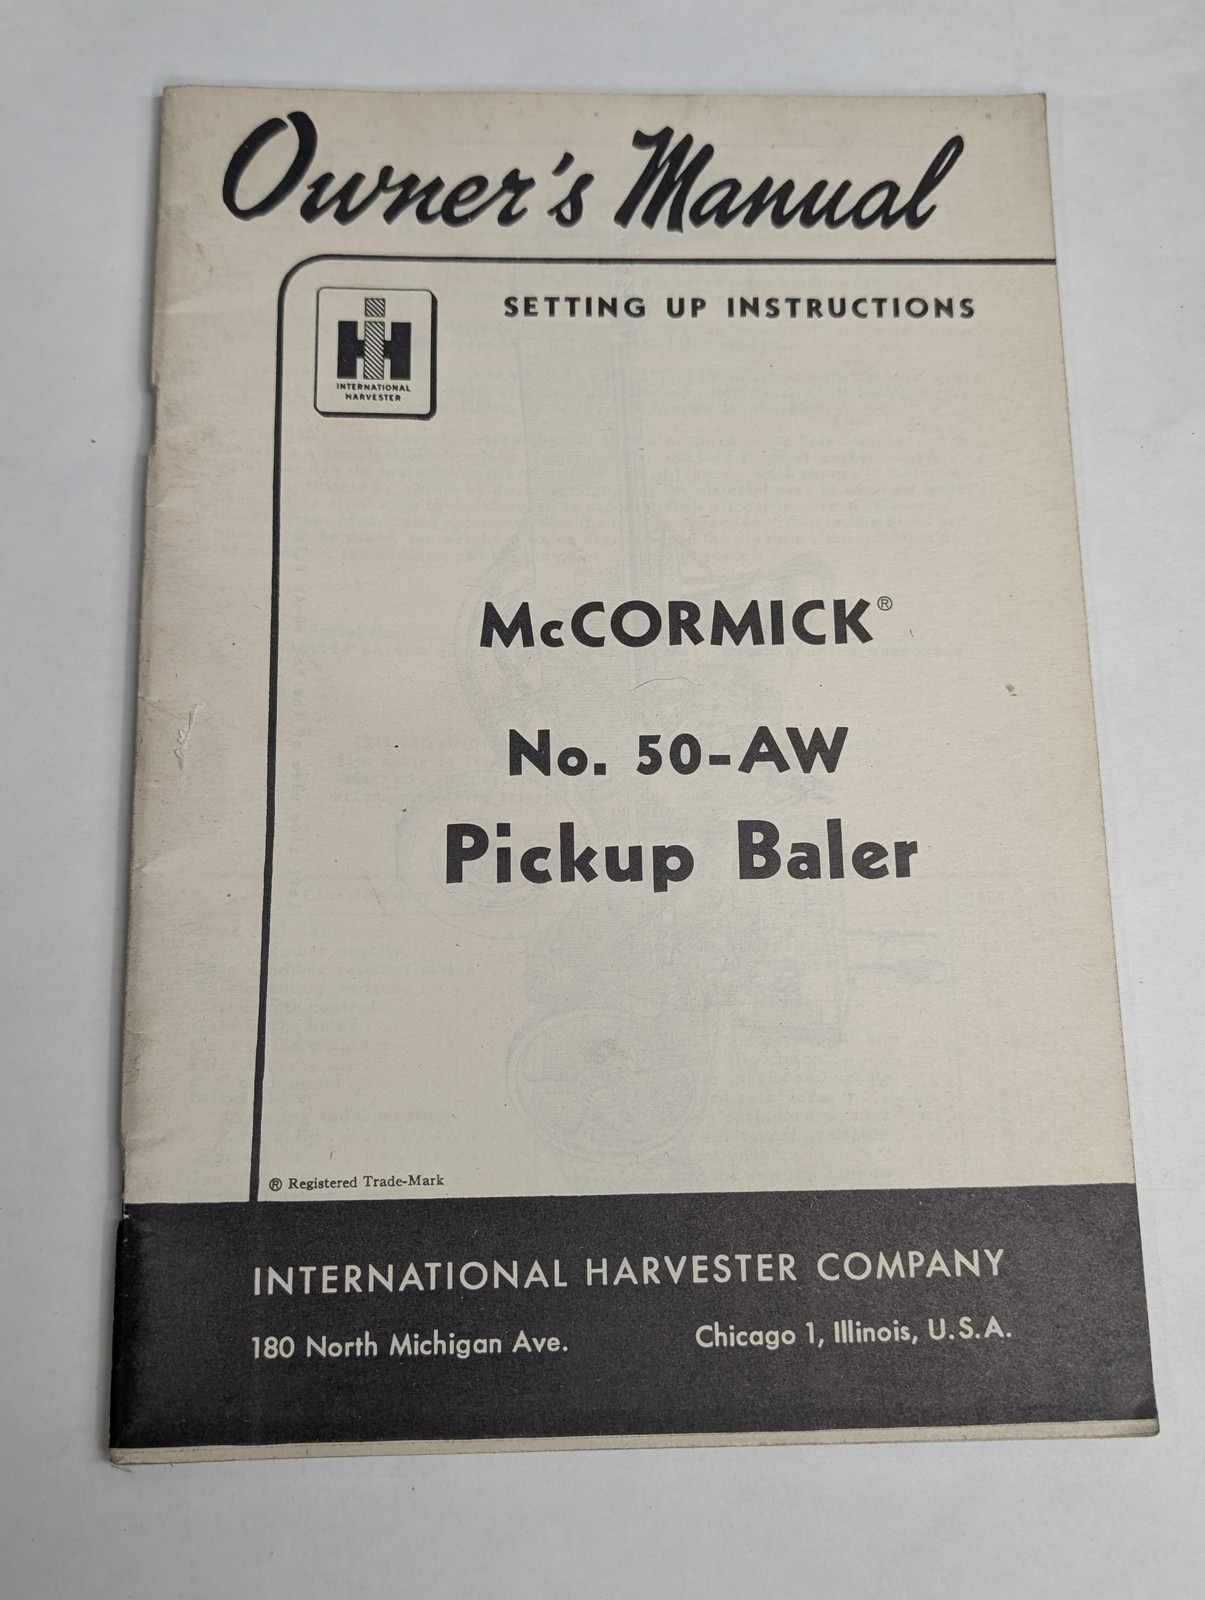 Owner's Manual
SETTING UP INSTRUCTIONS
IH
INTERNATIONAL
HARVESTER
McCORMICK®
No. 50-AW
Pickup Baler
® Registered Trade-Mark
INTERNATIONAL HARVESTER COMPANY
180 North Michigan Ave. Chicago 1, Illinois, U.S.A.